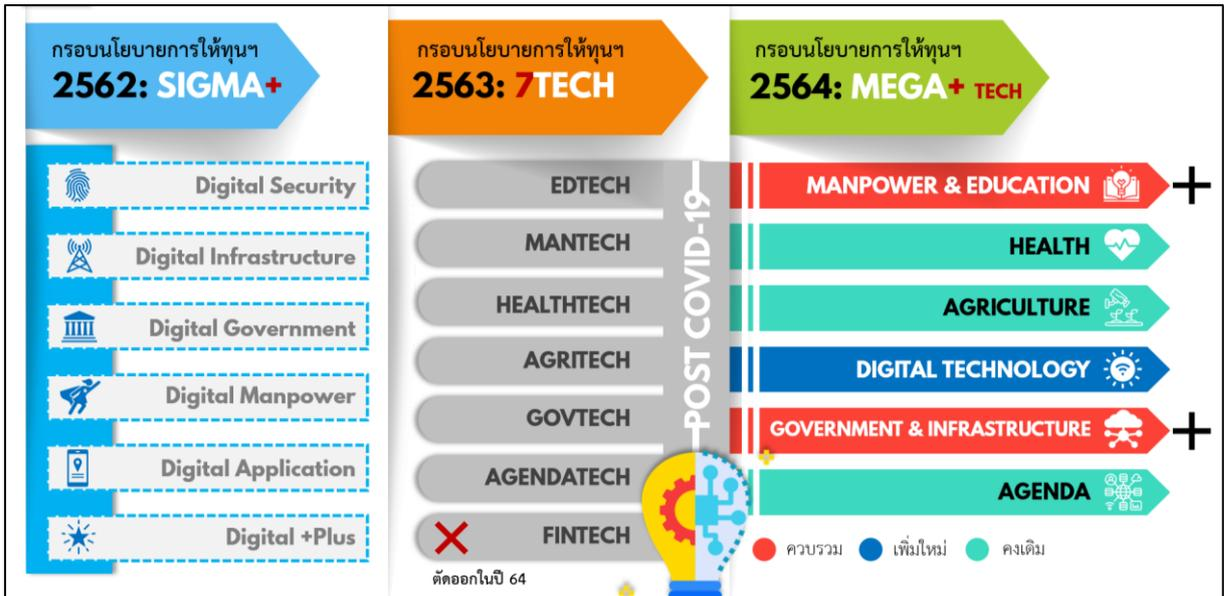 กรอบนโยบายการให้ทุนฯ
2562: SIGMA+
Digital Security
Digital Infrastructure
Digital Government
Digital Manpower
Digital Application
Digital +Plus
กรอบนโยบายการให้ทุนฯ
2563: 7TECH
EDTECH
MANTECH
HEALTHTECH
AGRITECH
GOVTECH
AGENDATECH
FINTECH
ตัดออกในปี 64
POST COVID-19
กรอบนโยบายการให้ทุนฯ
2564: MEGA+ TECH
MANPOWER & EDUCATION +
HEALTH
AGRICULTURE
DIGITAL TECHNOLOGY
GOVERNMENT & INFRASTRUCTURE +
AGENDA
ควบรวม เพิ่มใหม่ คงเดิม